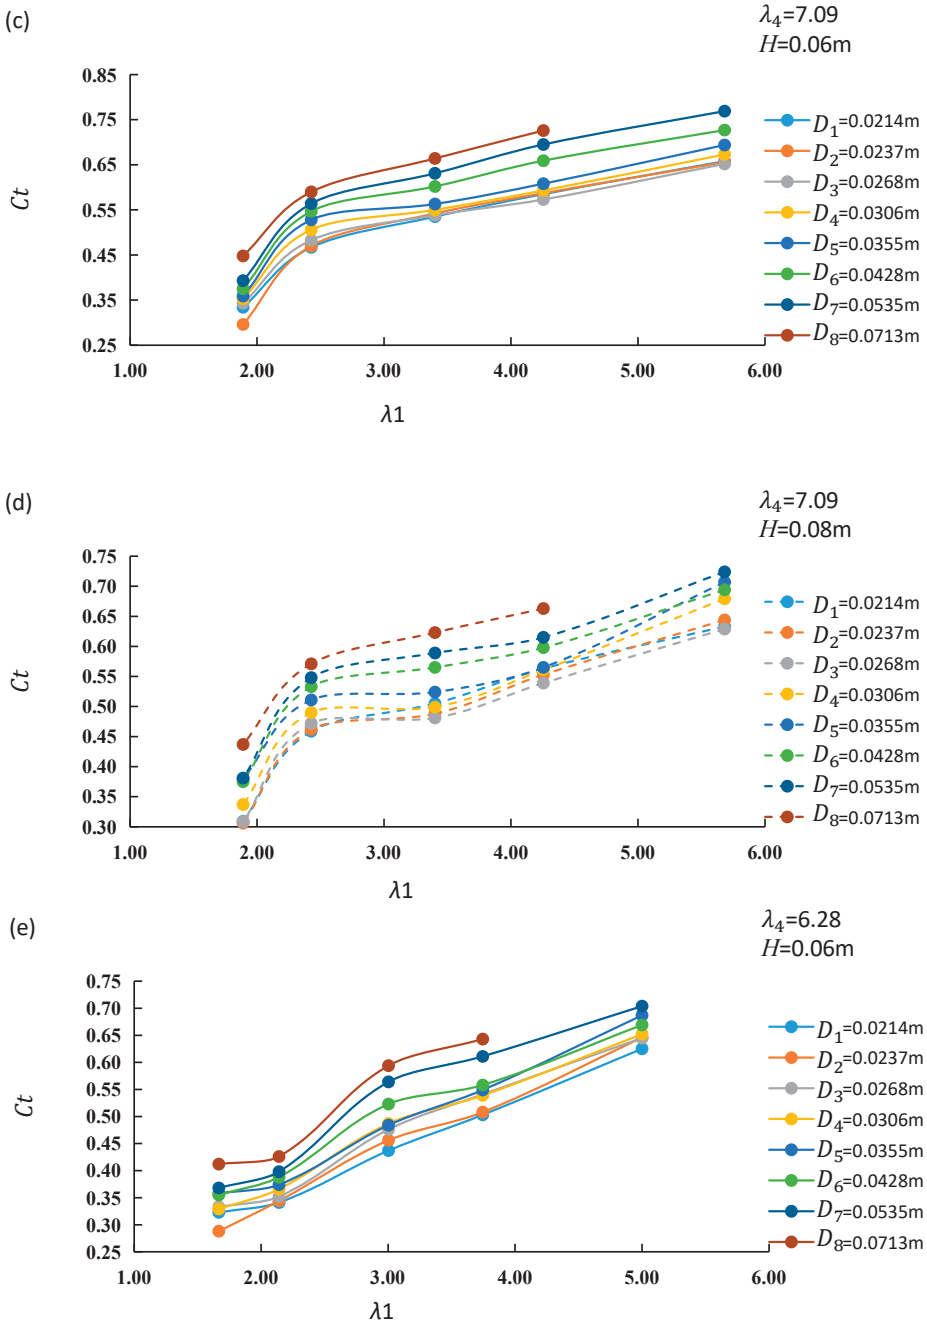 (c)
λ₄=7.09
H=0.06m
0.85
0.75
0.65
0.55
0.45
0.35
0.25
Ct
1.00 2.00 3.00 4.00 5.00 6.00
λ1
D₁=0.0214m
D₂=0.0237m
D₃=0.0268m
D₄=0.0306m
D₅=0.0355m
D₆=0.0428m
D₇=0.0535m
D₈=0.0713m
(d)
λ₄=7.09
H=0.08m
0.75
0.70
0.65
0.60
0.55
0.50
0.45
0.40
0.35
0.30
Ct
1.00 2.00 3.00 4.00 5.00 6.00
λ1
D₁=0.0214m
D₂=0.0237m
D₃=0.0268m
D₄=0.0306m
D₅=0.0355m
D₆=0.0428m
D₇=0.0535m
D₈=0.0713m
(e)
λ₄=6.28
H=0.06m
0.75
0.70
0.65
0.60
0.55
0.50
0.45
0.40
0.35
0.30
0.25
Ct
1.00 2.00 3.00 4.00 5.00 6.00
λ1
D₁=0.0214m
D₂=0.0237m
D₃=0.0268m
D₄=0.0306m
D₅=0.0355m
D₆=0.0428m
D₇=0.0535m
D₈=0.0713m